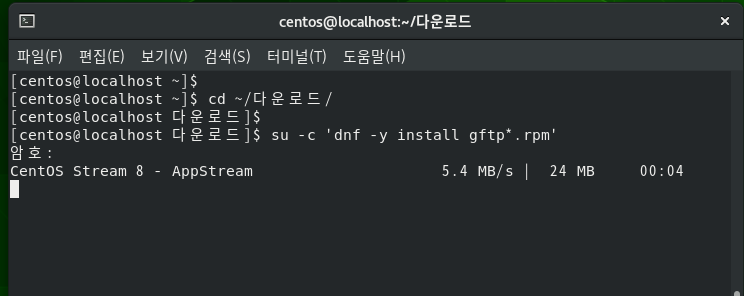 centos@localhost:~/다운로드
파일(F) 편집(E) 보기(V) 검색(S) 터미널(T) 도움말(H)
[centos@localhost ~]$
[centos@localhost ~]$ cd ~/다운로드/
[centos@localhost 다운로드]$
[centos@localhost 다운로드]$ su -c 'dnf -y install gftp*.rpm'
암호:
CentOS Stream 8 - AppStream 5.4 MB/s | 24 MB 00:04